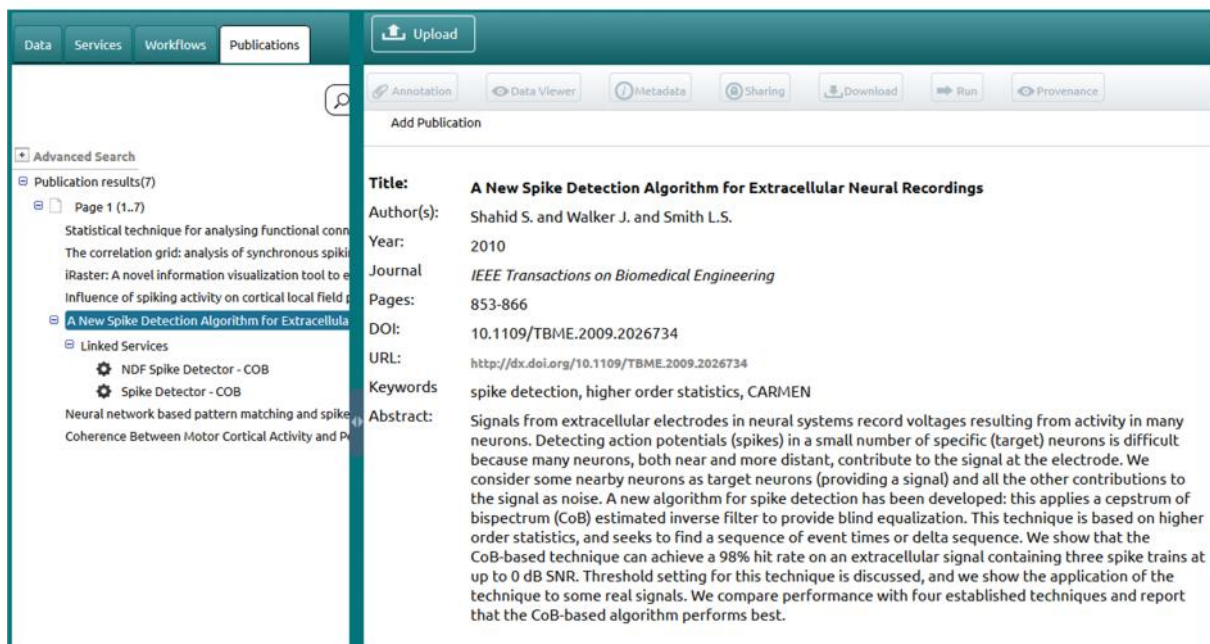 Data
Services
Workflows
Publications
Upload
Annotation
Data Viewer
Metadata
Sharing
Download
Run
Provenance
Add Publication
Advanced Search
Publication results(7)
Page 1 (1..7)
Statistical technique for analysing functional conn
The correlation grid: analysis of synchronous spiki
iRaster: A novel information visualization tool to e
Influence of spiking activity on cortical local field p
A New Spike Detection Algorithm for Extracellula
Linked Services
NDF Spike Detector - COB
Spike Detector - COB
Neural network based pattern matching and spike
Coherence Between Motor Cortical Activity and Pe
Title: A New Spike Detection Algorithm for Extracellular Neural Recordings
Author(s): Shahid S. and Walker J. and Smith L.S.
Year: 2010
Journal IEEE Transactions on Biomedical Engineering
Pages: 853-866
DOI: 10.1109/TBME.2009.2026734
URL: http://dx.doi.org/10.1109/TBME.2009.2026734
Keywords spike detection, higher order statistics, CARMEN
Abstract: Signals from extracellular electrodes in neural systems record voltages resulting from activity in many
neurons. Detecting action potentials (spikes) in a small number of specific (target) neurons is difficult
because many neurons, both near and more distant, contribute to the signal at the electrode. We
consider some nearby neurons as target neurons (providing a signal) and all the other contributions to
the signal as noise. A new algorithm for spike detection has been developed: this applies a cepstrum of
bispectrum (CoB) estimated inverse filter to provide blind equalization. This technique is based on higher
order statistics, and seeks to find a sequence of event times or delta sequence. We show that the
CoB-based technique can achieve a 98% hit rate on an extracellular signal containing three spike trains at
up to 0 dB SNR. Threshold setting for this technique is discussed, and we show the application of the
technique to some real signals. We compare performance with four established techniques and report
that the CoB-based algorithm performs best.